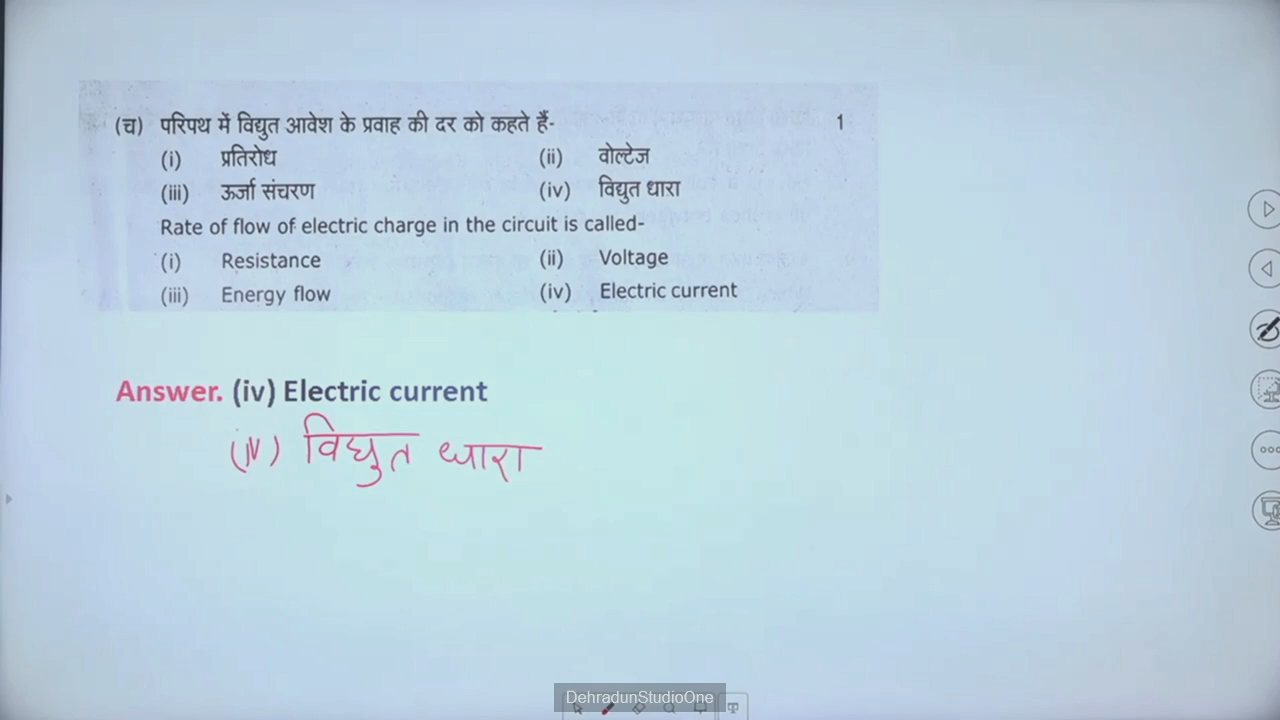 (च) परिपथ में विद्युत आवेश के प्रवाह की दर को कहते हैं- 1
(i) प्रतिरोध (ii) वोल्टेज
(iii) ऊर्जा संचरण (iv) विद्युत धारा
Rate of flow of electric charge in the circuit is called-
(i) Resistance (ii) Voltage
(iii) Energy flow (iv) Electric current
Answer. (iv) Electric current
(IV) विद्युत धारा
DehradunStudioOne